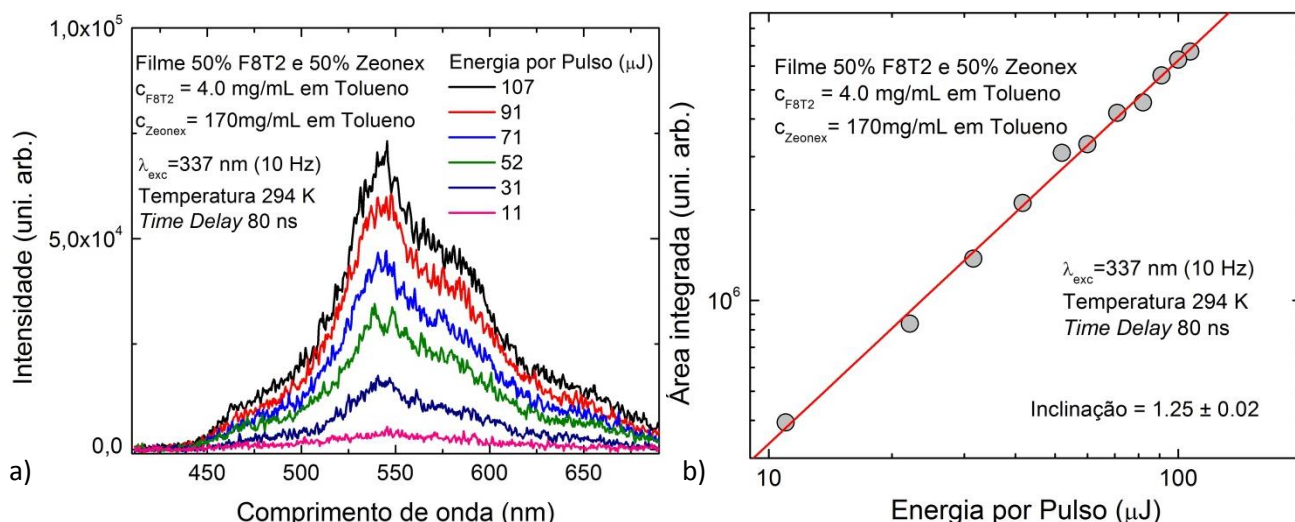 1,0x10⁵
Filme 50% F8T2 e 50% Zeonex
c_F8T2 = 4.0 mg/mL em Tolueno
c_Zeonex = 170mg/mL em Tolueno
λ_exc=337 nm (10 Hz)
Temperatura 294 K
Time Delay 80 ns
Energia por Pulso (μJ)
107
91
71
52
31
11
Intensidade (uni. arb.)
5,0x10⁴
0,0
450 500 550 600 650
Comprimento de onda (nm)
a)
Filme 50% F8T2 e 50% Zeonex
c_F8T2 = 4.0 mg/mL em Tolueno
c_Zeonex= 170mg/mL em Tolueno
Área integrada (uni. arb.)
10⁶
λ_exc=337 nm (10 Hz)
Temperatura 294 K
Time Delay 80 ns
Inclinação = 1.25 ± 0.02
10 100
Energia por Pulso (μJ)
b)